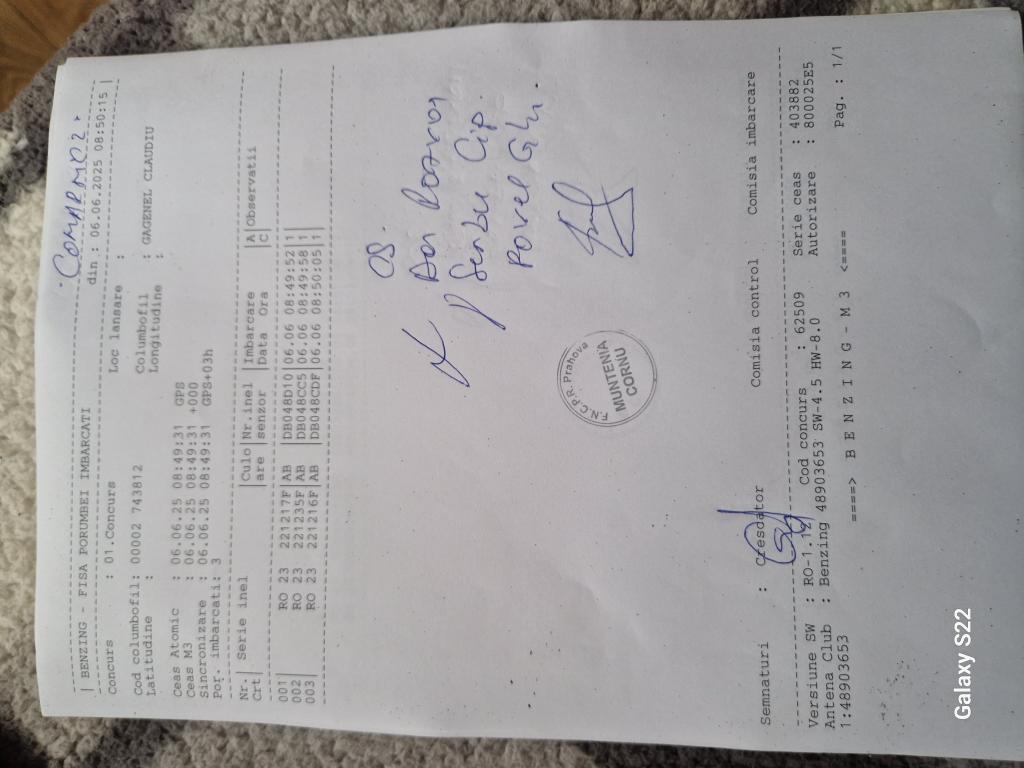 Comarnic 2.
| BENZING - FISA PORUMBEI IMBARCATI din : 06.06.2025 08:50:15 |
Concurs : 01.Concurs Loc lansare :
Cod columbofil: 00002 743812 Columbofil : GAGENEL CLAUDIU
Latitudine : Longitudine :
Ceas Atomic : 06.06.25 08:49:31 GPS
Ceas M3 : 06.06.25 08:49:31 +000
Sincronizare : 06.06.25 08:49:31 GPS+03h
Por. imbarcati: 3
Nr| Serie inel |Culo|Nr.inel |Imbarcare |A|Observatii
Crt| |are |senzor |Data Ora |C|
001| RO 23 221217F|AB |DB048D10|06.06 08:49:52|1|
002| RO 23 221235F|AB |DB048CC5|06.06 08:49:58|1|
003| RO 23 221216F|AB |DB048CDF|06.06 08:50:05|1|
Pavel Gh.
F.N.C.P.R. Prahova
MUNTENIA
CORNU
Semnaturi : Crescator Comisia control Comisia imbarcare
Versiune SW : RO-1.12 Cod concurs : 62509 Serie ceas : 403882
Antena Club : Benzing 48903653 SW-4.5 HW-8.0 Autorizare : 800025E5
1:48903653
====> B E N Z I N G - M 3 <==== Pag. : 1/1
Galaxy S22